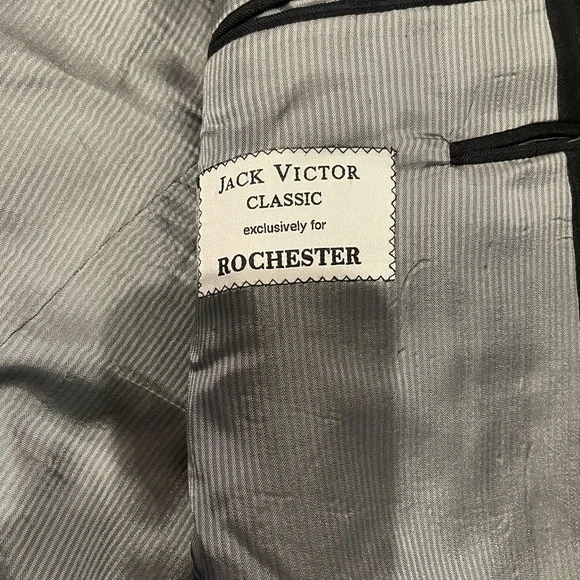 JACK VICTOR
CLASSIC
exclusively for
ROCHESTER